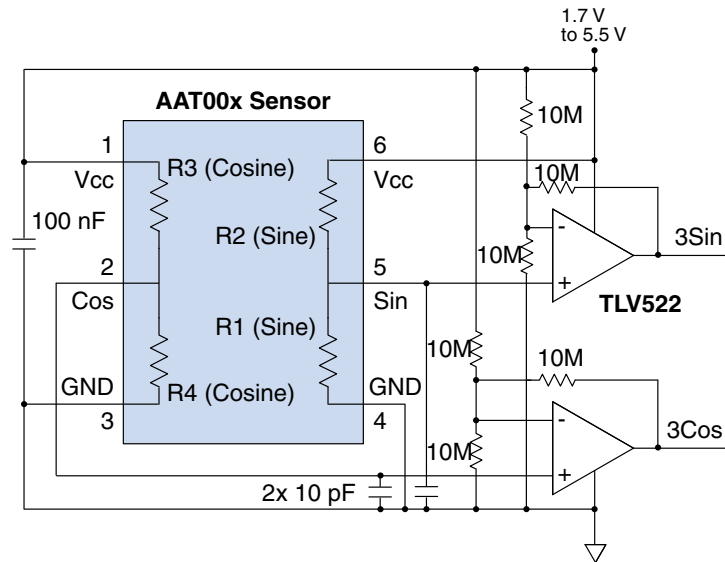 1.7 V
to 5.5 V
AAT00x Sensor
10M
1
6
R3 (Cosine)
Vcc
Vcc
10M
100 nF
R2 (Sine)
-
10M
3Sin
2
5
+
Cos
Sin
TLV522
R1 (Sine)
10M
10M
GND
GND
R4 (Cosine)
3
4
-
3Cos
10M
+
2x 10 pF